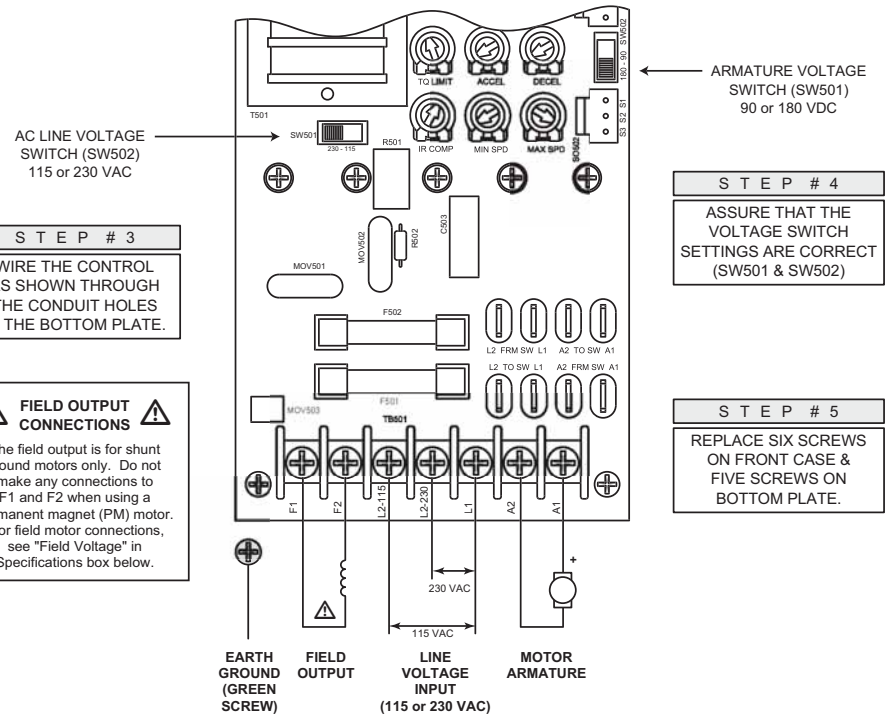 SW502
180 - 90
TQ LIMIT
ACCEL
DECEL
ARMATURE VOLTAGE
SWITCH (SW501)
90 or 180 VDC
T501
S3 S2 S1
SO502
AC LINE VOLTAGE
SWITCH (SW502)
115 or 230 VAC
SW501
230 - 115
R501
IR COMP
MIN SPD
MAX SPD
STEP #4
ASSURE THAT THE
VOLTAGE SWITCH
SETTINGS ARE CORRECT
(SW501 & SW502)
STEP #3
WIRE THE CONTROL
AS SHOWN THROUGH
THE CONDUIT HOLES
THE BOTTOM PLATE.
MOV502
R502
C503
MOV501
F502
L2 FRM SW L1
A2 TO SW A1
L2 TO SW L1
A2 FRM SW A1
F501
MOV503
TB501
FIELD OUTPUT
CONNECTIONS
he field output is for shunt
ound motors only. Do not
make any connections to
F1 and F2 when using a
manent magnet (PM) motor.
or field motor connections,
see "Field Voltage" in
Specifications box below.
STEP #5
REPLACE SIX SCREWS
ON FRONT CASE &
FIVE SCREWS ON
BOTTOM PLATE.
F1
F2
L2-115
L2-230
L1
A2
A1
+
230 VAC
115 VAC
EARTH
GROUND
(GREEN
SCREW)
FIELD
OUTPUT
LINE
VOLTAGE
INPUT
(115 or 230 VAC)
MOTOR
ARMATURE